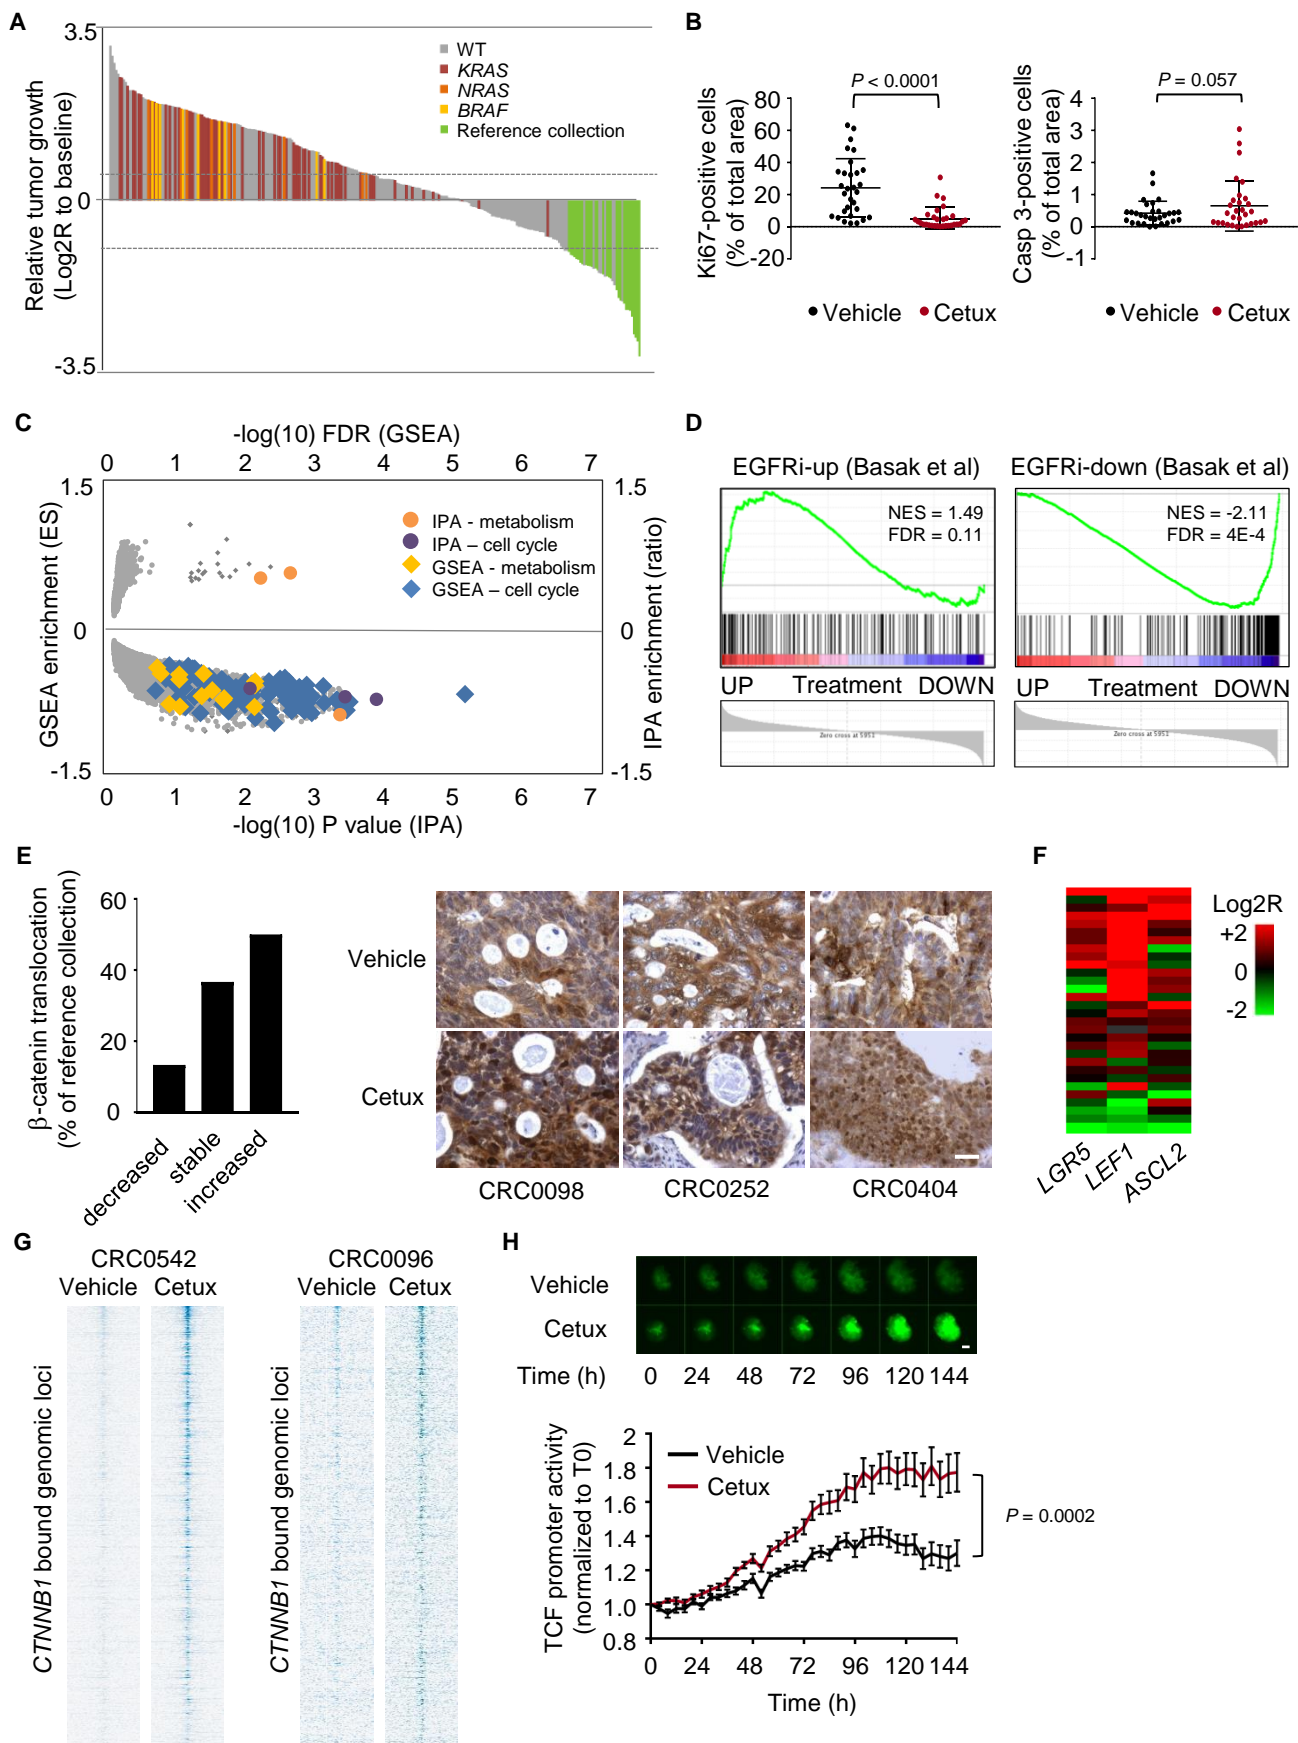 A
3.5
0
-3.5
Relative tumor growth
(Log2R to baseline)
WT
KRAS
NRAS
BRAF
Reference collection
B
P < 0.0001
80
60
40
20
0
-20
Ki67-positive cells
(% of total area)
Vehicle
Cetux
P = 0.057
4
3
2
1
0
-1
Casp 3-positive cells
(% of total area)
Vehicle
Cetux
C
-log(10) FDR (GSEA)
0 1 2 3 4 5 6 7
1.5
0
-1.5
GSEA enrichment (ES)
IPA - metabolism
IPA – cell cycle
GSEA - metabolism
GSEA – cell cycle
1.5
0
-1.5
IPA enrichment (ratio)
0 1 2 3 4 5 6 7
-log(10) P value (IPA)
D
EGFRi-up (Basak et al)
NES = 1.49
FDR = 0.11
UP Treatment DOWN
Zero cross at 5953
EGFRi-down (Basak et al)
NES = -2.11
FDR = 4E-4
UP Treatment DOWN
Zero cross at 5953
E
β-catenin translocation
(% of reference collection)
60
40
20
0
decreased
stable
increased
Vehicle
Cetux
CRC0098
CRC0252
CRC0404
F
Log2R
+2
0
-2
LGR5
LEF1
ASCL2
G
CRC0542
Vehicle Cetux
CTNNB1 bound genomic loci
CRC0096
Vehicle Cetux
CTNNB1 bound genomic loci
H
Vehicle
Cetux
Time (h) 0 24 48 72 96 120 144
TCF promoter activity
(normalized to T0)
2
1.8
1.6
1.4
1.2
1.0
0.8
Vehicle
Cetux
P = 0.0002
0 24 48 72 96 120 144
Time (h)